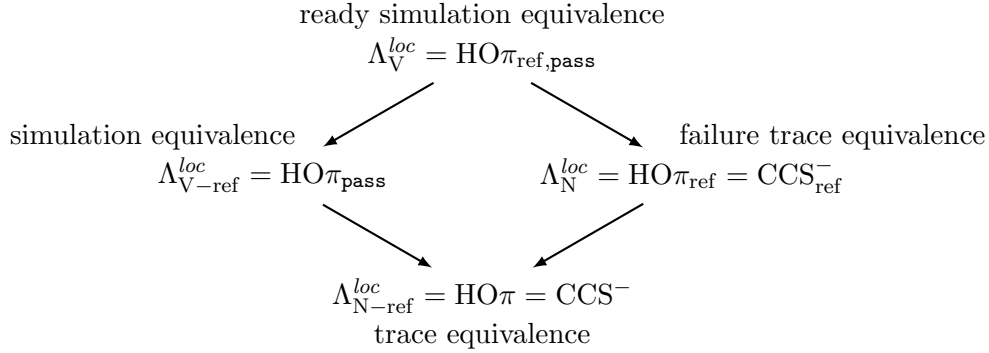 ready simulation equivalence
Λ_V^{loc} = HOπ_{ref,pass}
simulation equivalence
Λ_{V−ref}^{loc} = HOπ_{pass}
failure trace equivalence
Λ_N^{loc} = HOπ_{ref} = CCS_{ref}^−
Λ_{N−ref}^{loc} = HOπ = CCS^−
trace equivalence